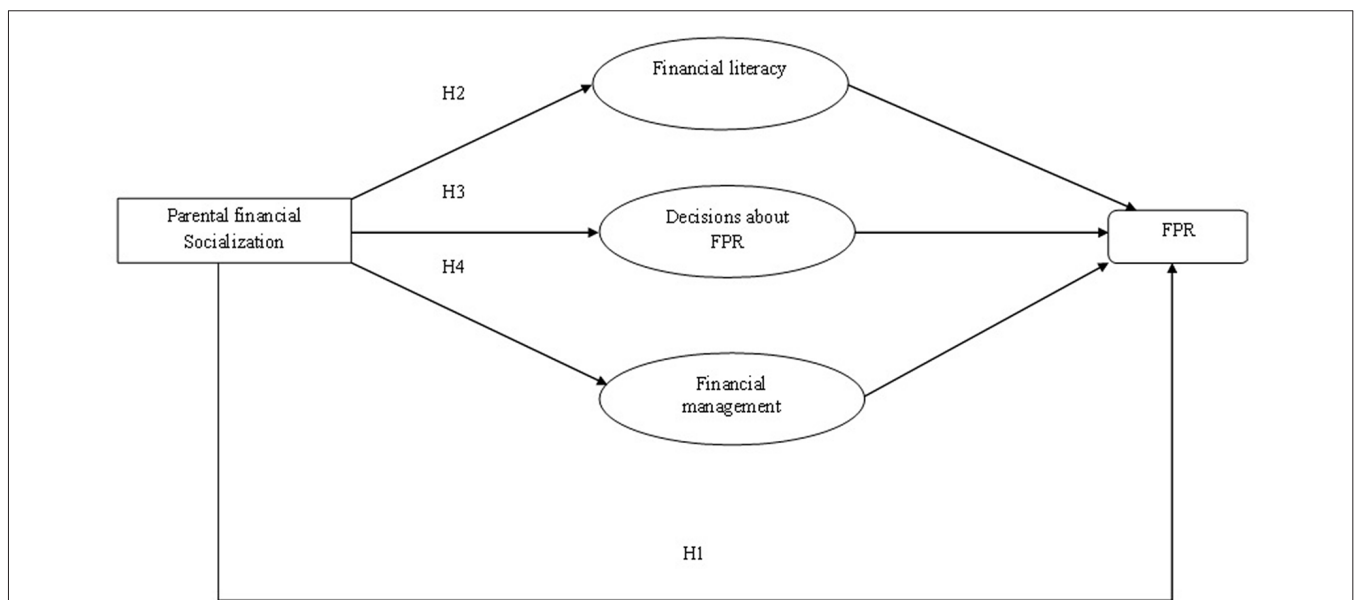 Financial literacy
H2
H3
Parental financial
Socialization
Decisions about
FPR
FPR
H4
Financial
management
H1